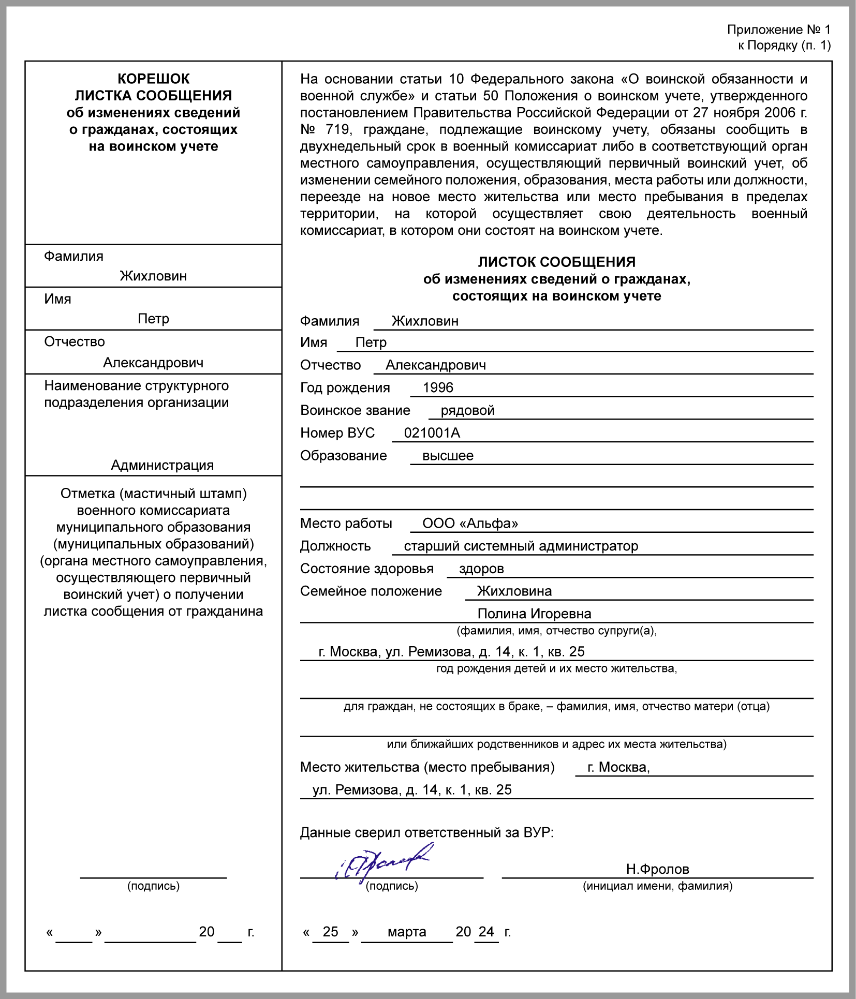 Приложение № 1
к Порядку (п. 1)
КОРЕШОК
ЛИСТКА СООБЩЕНИЯ
об изменениях сведений
о гражданах, состоящих
на воинском учете
Фамилия
Жихловин
Имя
Петр
Отчество
Александрович
Наименование структурного
подразделения организации
Администрация
Отметка (мастичный штамп)
военного комиссариата
муниципального образования
(муниципальных образований)
(органа местного самоуправления,
осуществляющего первичный
воинский учет) о получении
листка сообщения от гражданина
(подпись)
« » 20 г.
На основании статьи 10 Федерального закона «О воинской обязанности и
военной службе» и статьи 50 Положения о воинском учете, утвержденного
постановлением Правительства Российской Федерации от 27 ноября 2006 г.
№ 719, граждане, подлежащие воинскому учету, обязаны сообщить в
двухнедельный срок в военный комиссариат либо в соответствующий орган
местного самоуправления, осуществляющий первичный воинский учет, об
изменении семейного положения, образования, места работы или должности,
переезде на новое место жительства или место пребывания в пределах
территории, на которой осуществляет свою деятельность военный
комиссариат, в котором они состоят на воинском учете.
ЛИСТОК СООБЩЕНИЯ
об изменениях сведений о гражданах,
состоящих на воинском учете
Фамилия Жихловин
Имя Петр
Отчество Александрович
Год рождения 1996
Воинское звание рядовой
Номер ВУС 021001А
Образование высшее
Место работы ООО «Альфа»
Должность старший системный администратор
Состояние здоровья здоров
Семейное положение Жихловина
Полина Игоревна
(фамилия, имя, отчество супруги(а),
г. Москва, ул. Ремизова, д. 14, к. 1, кв. 25
год рождения детей и их место жительства,
для граждан, не состоящих в браке, – фамилия, имя, отчество матери (отца)
или ближайших родственников и адрес их места жительства)
Место жительства (место пребывания) г. Москва,
ул. Ремизова, д. 14, к. 1, кв. 25
Данные сверил ответственный за ВУР:
Н.Фролов
(подпись) (инициал имени, фамилия)
« 25 » марта 20 24 г.